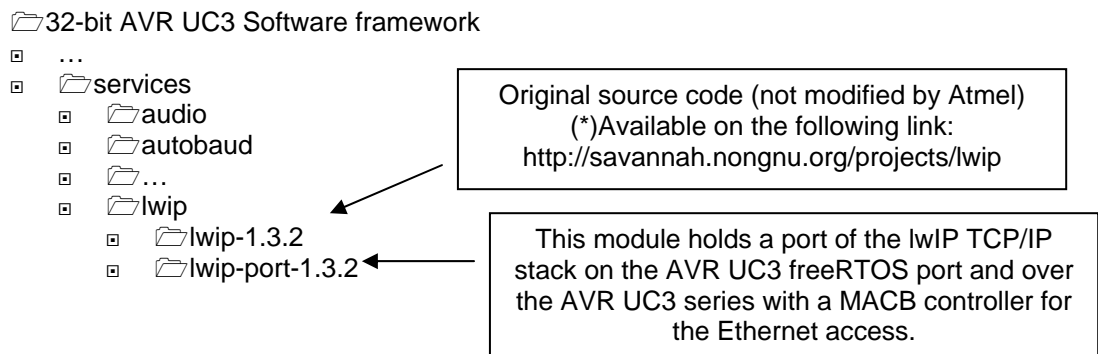 32-bit AVR UC3 Software framework
…
services
audio
autobaud
…
lwip
lwip-1.3.2
lwip-port-1.3.2
Original source code (not modified by Atmel)
(*)Available on the following link:
http://savannah.nongnu.org/projects/lwip
This module holds a port of the lwIP TCP/IP
stack on the AVR UC3 freeRTOS port and over
the AVR UC3 series with a MACB controller for
the Ethernet access.